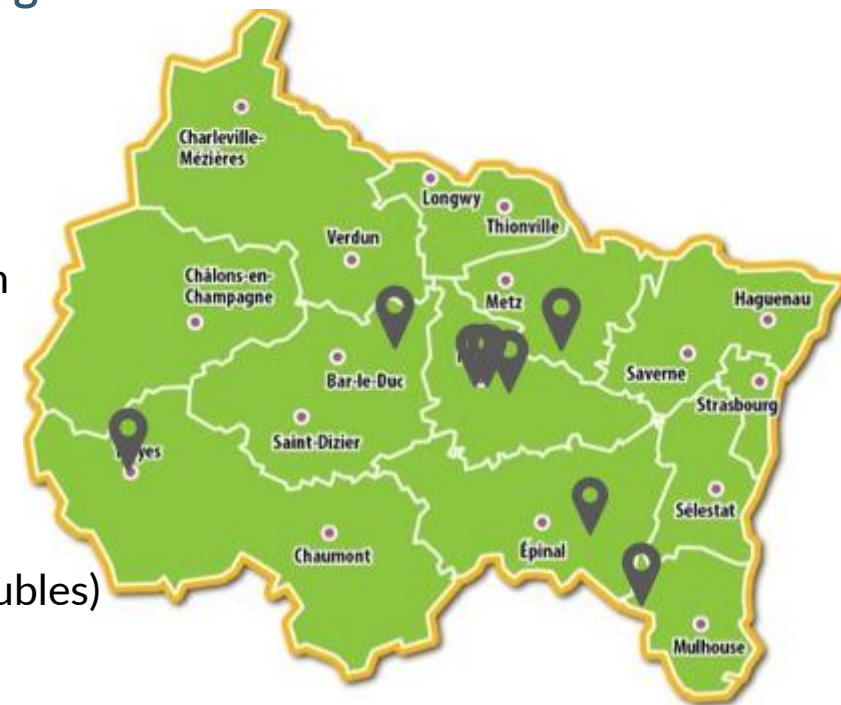 g
Charleville-
Mézières
Longwy
Thionville
Verdun
Châlons-en-
Champagne
n
Metz
Haguenau
Bar-le-Duc
Saverne
Strasbourg
Saint-Dizier
Sélestat
Chaumont
Épinal
ubles)
Mulhouse